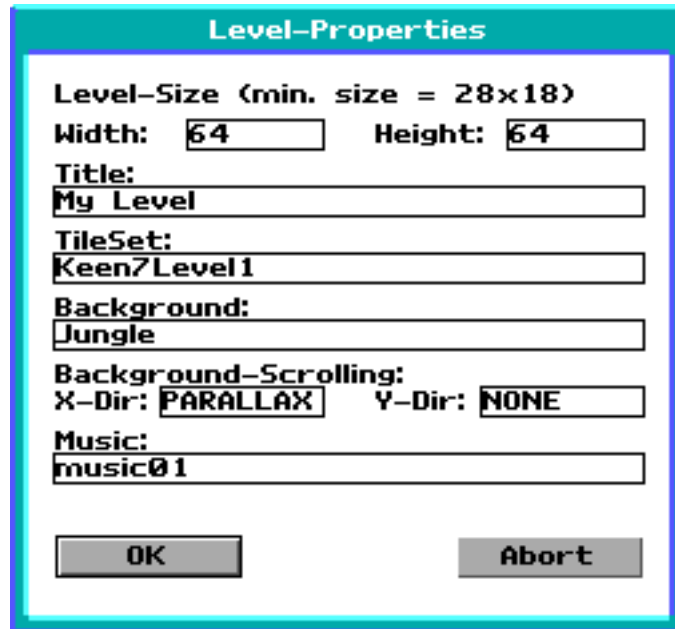 Level-Properties
Level-Size (min. size = 28x18)
Width: 64 Height: 64
Title:
My Level
TileSet:
Keen7Level1
Background:
Jungle
Background-Scrolling:
X-Dir: PARALLAX Y-Dir: NONE
Music:
music01
OK Abort